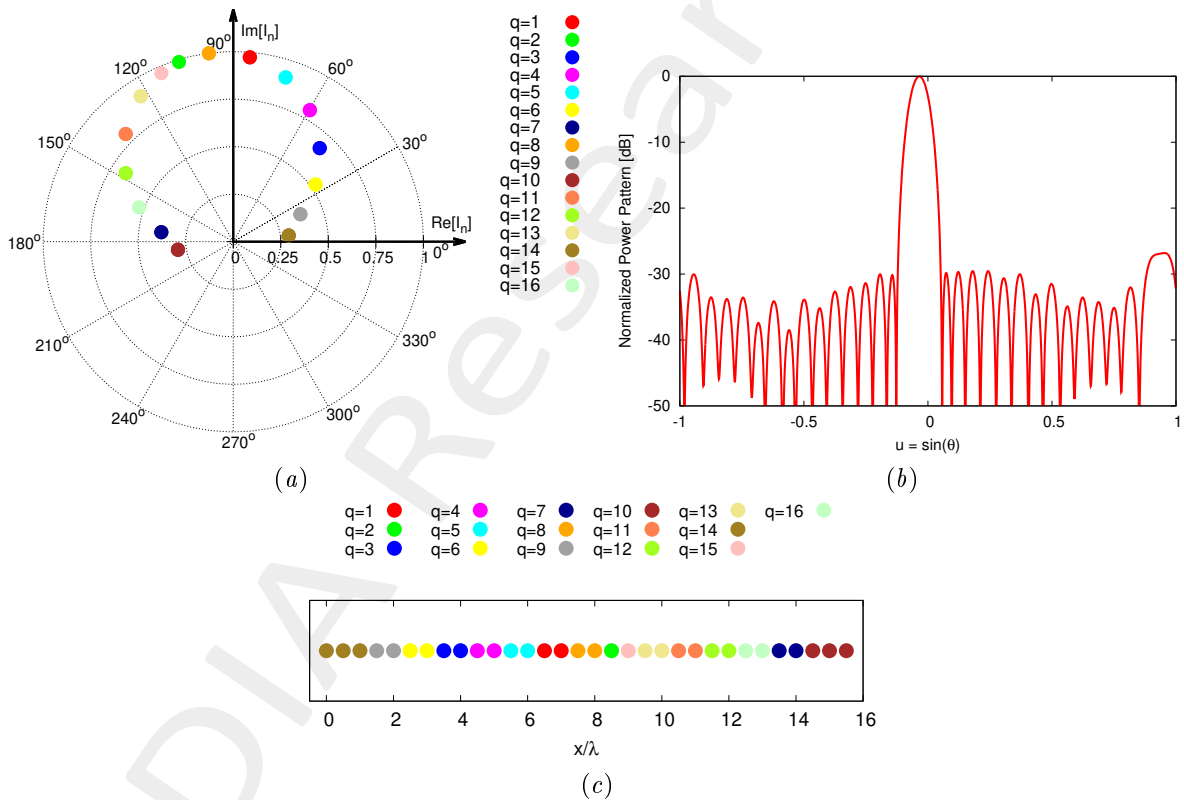 Im[Iₙ]
Re[Iₙ]
90°
120°
60°
150°
30°
180°
0°
210°
330°
240°
300°
270°
0 0.25 0.5 0.75 1
q=1
q=2
q=3
q=4
q=5
q=6
q=7
q=8
q=9
q=10
q=11
q=12
q=13
q=14
q=15
q=16
(a)
Normalized Power Pattern [dB]
0
-10
-20
-30
-40
-50
-1 -0.5 0 0.5 1
u = sin(θ)
(b)
q=1 q=4 q=7 q=10 q=13 q=16
q=2 q=5 q=8 q=11 q=14
q=3 q=6 q=9 q=12 q=15
0 2 4 6 8 10 12 14 16
x/λ
(c)
DIA Resear